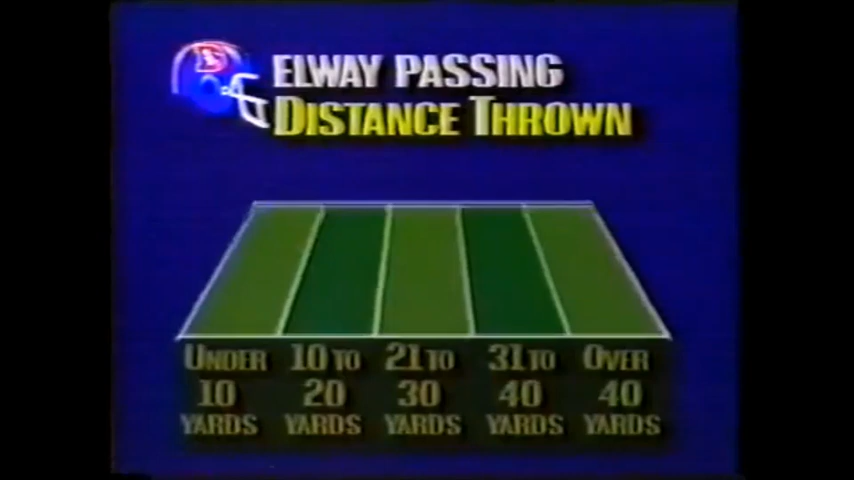 D
ELWAY PASSING
DISTANCE THROWN
UNDER 10 YARDS
10 TO 20 YARDS
21 TO 30 YARDS
31 TO 40 YARDS
OVER 40 YARDS